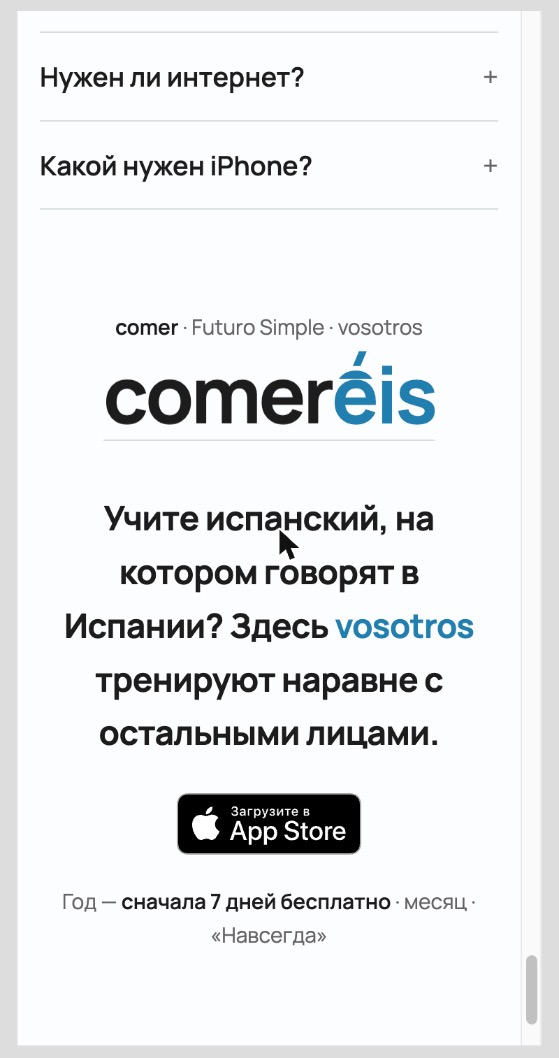 Нужен ли интернет? +
Какой нужен iPhone? +
comer · Futuro Simple · vosotros
comeréis
Учите испанский, на
котором говорят в
Испании? Здесь vosotros
тренируют наравне с
остальными лицами.
Загрузите в
App Store
Год — сначала 7 дней бесплатно · месяц ·
«Навсегда»